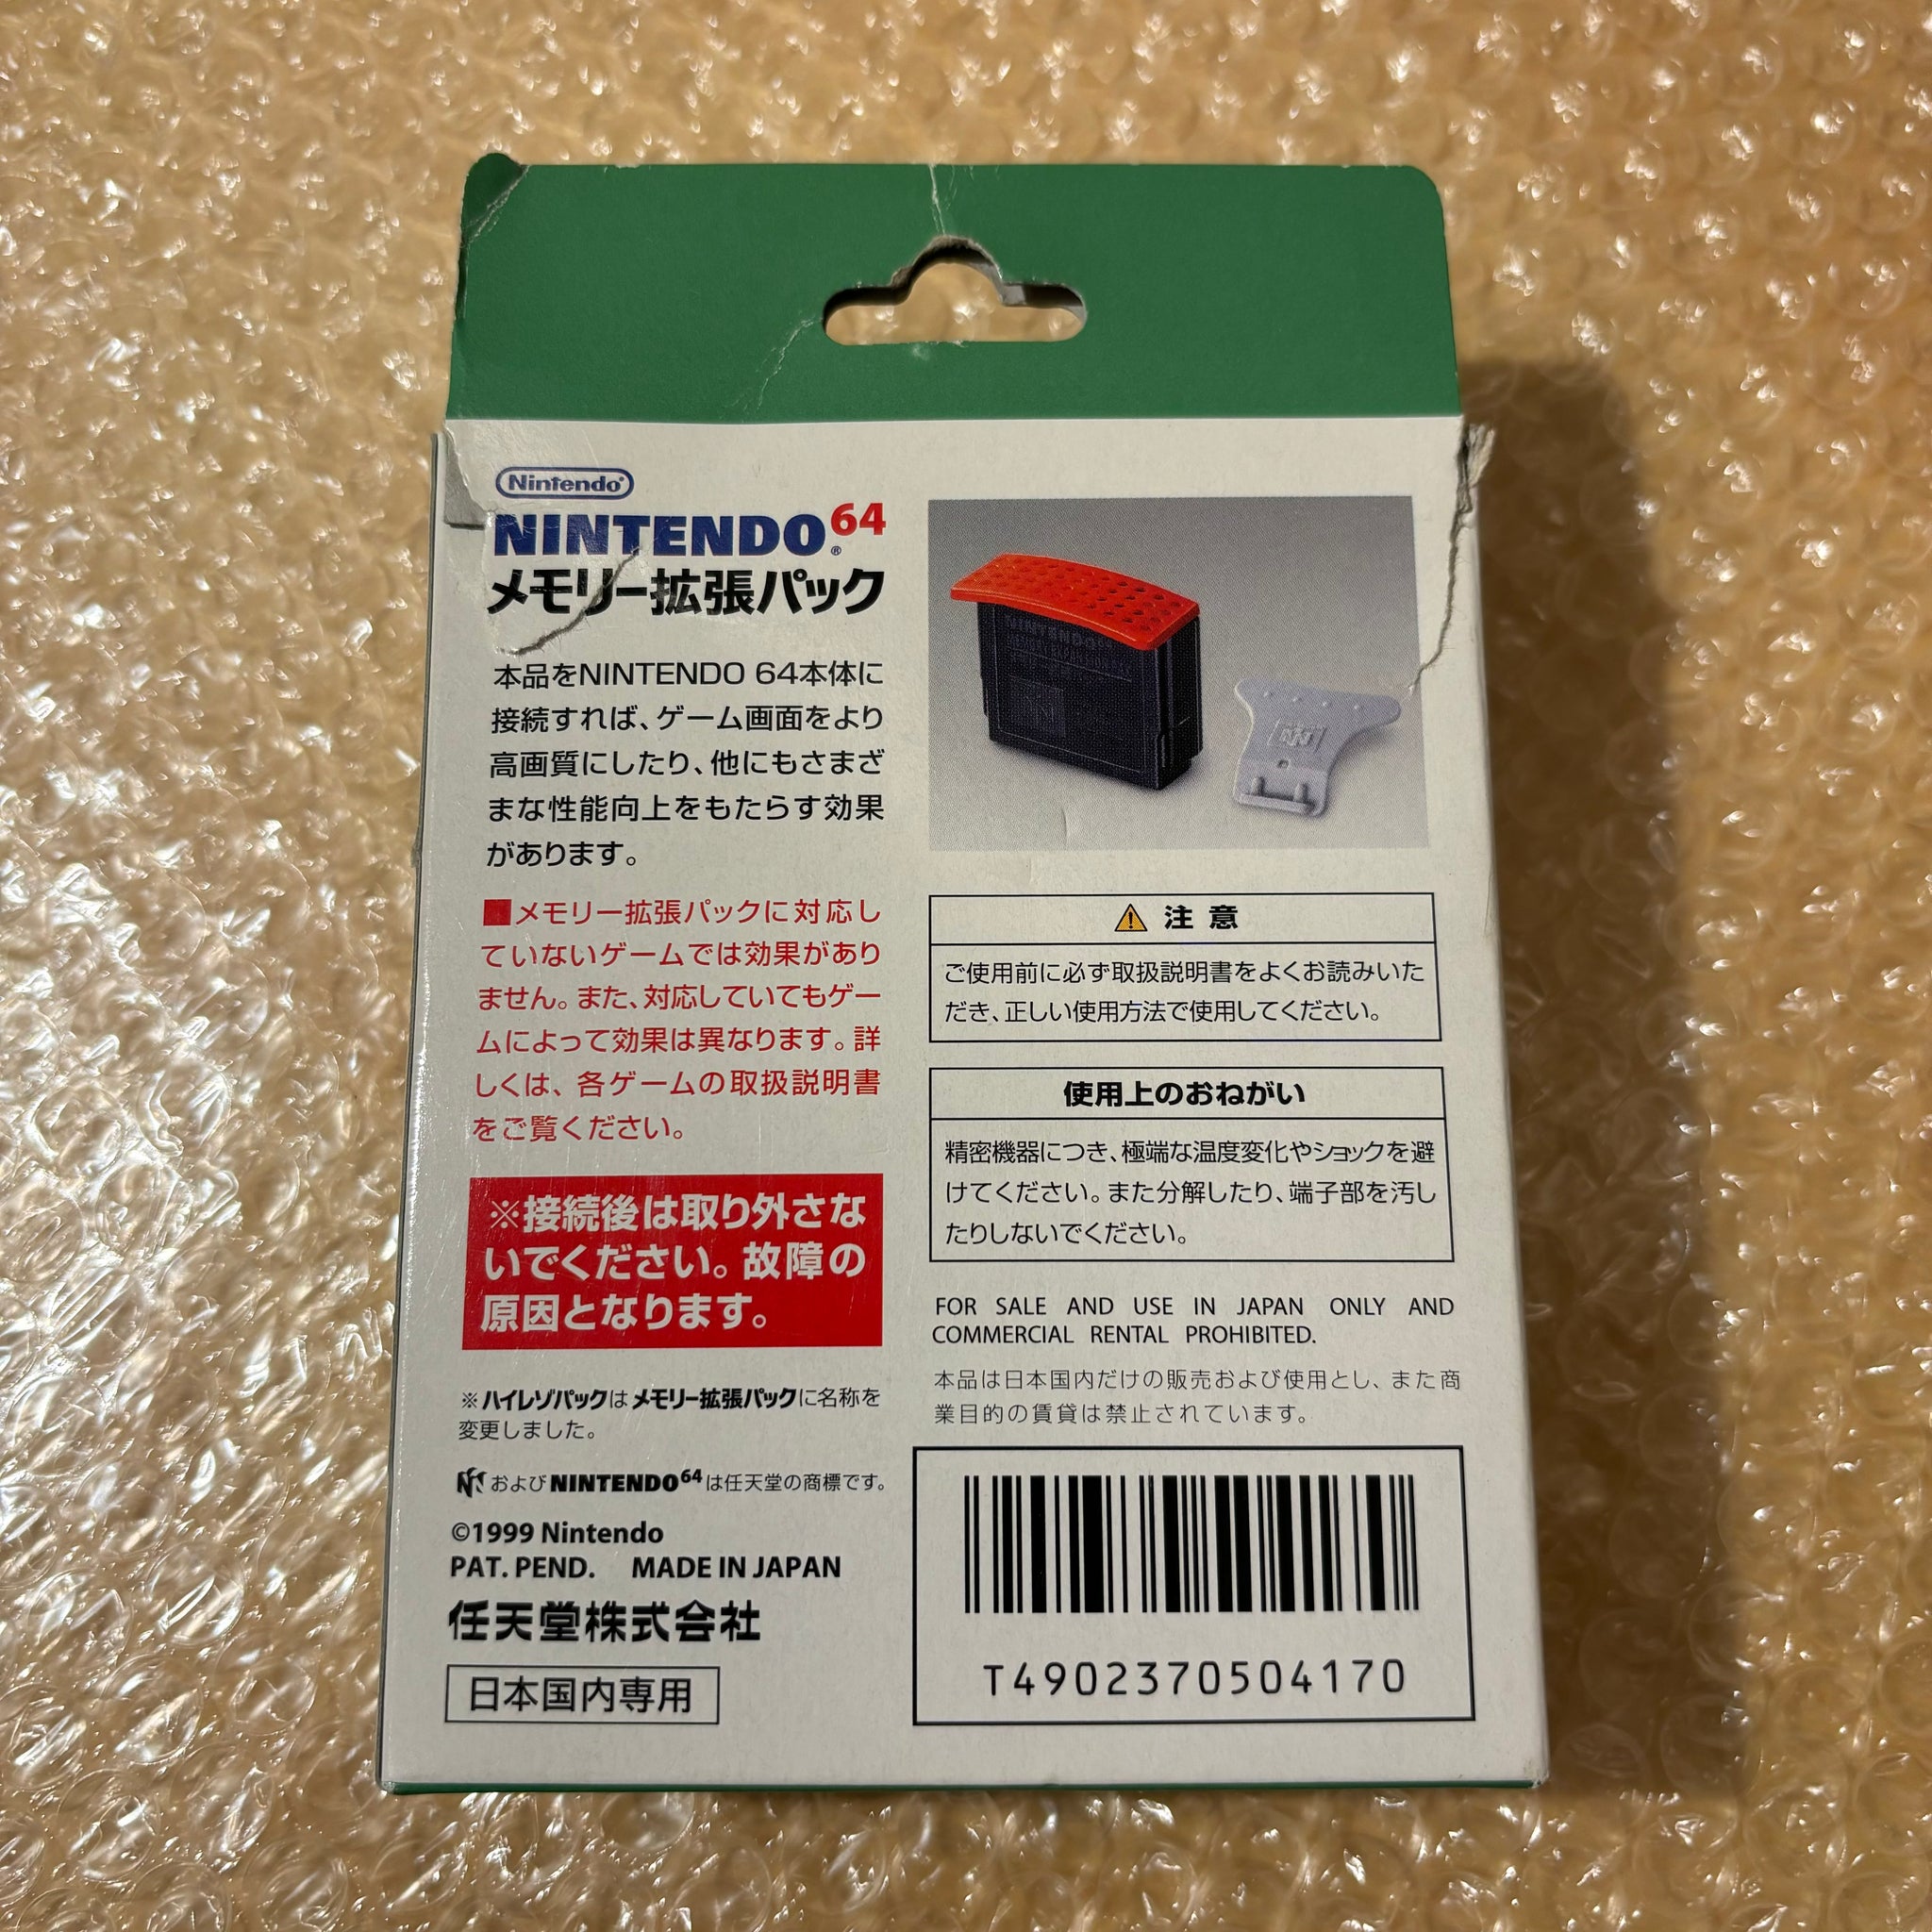 Nintendo®
NINTENDO64®
メモリー拡張パック
本品をNINTENDO 64本体に
接続すれば、ゲーム画面をより
高画質にしたり、他にもさまざ
まな性能向上をもたらす効果
があります。
■メモリー拡張パックに対応し
ていないゲームでは効果があり
ません。また、対応していてもゲー
ムによって効果は異なります。詳
しくは、各ゲームの取扱説明書
をご覧ください。
※接続後は取り外さな
いでください。故障の
原因となります。
※ハイレゾパックはメモリー拡張パックに名称を
変更しました。
およびNINTENDO64は任天堂の商標です。
©1999 Nintendo
PAT. PEND. MADE IN JAPAN
任天堂株式会社
日本国内専用
NINTENDO64
⚠ 注意
ご使用前に必ず取扱説明書をよくお読みいた
だき、正しい使用方法で使用してください。
使用上のおねがい
精密機器につき、極端な温度変化やショックを避
けてください。また分解したり、端子部を汚し
たりしないでください。
FOR SALE AND USE IN JAPAN ONLY AND
COMMERCIAL RENTAL PROHIBITED.
本品は日本国内だけの販売および使用とし、また商
業目的の賃貸は禁止されています。
T4902370504170